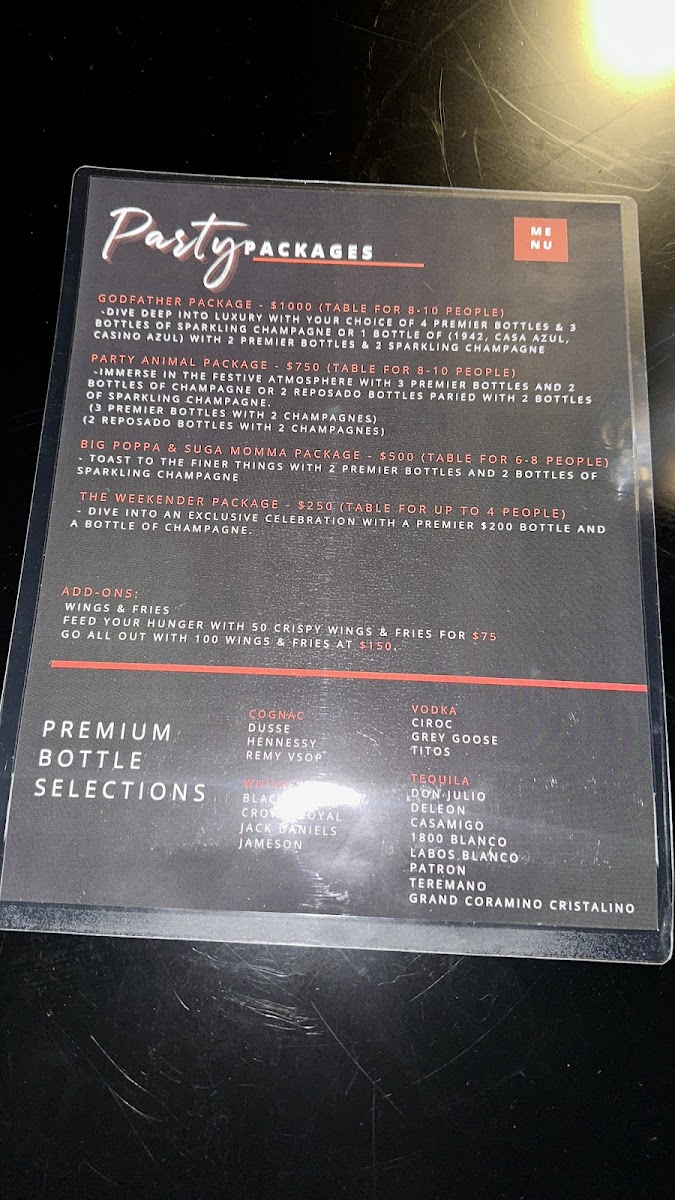 Party PACKAGES
ME
NU
GODFATHER PACKAGE - $1000 (TABLE FOR 8-10 PEOPLE)
-DIVE DEEP INTO LUXURY WITH YOUR CHOICE OF 4 PREMIER BOTTLES & 3
BOTTLES OF SPARKLING CHAMPAGNE OR 1 BOTTLE OF (1942, CASA AZUL,
CASINO AZUL) WITH 2 PREMIER BOTTLES & 2 SPARKLING CHAMPAGNE
PARTY ANIMAL PACKAGE - $750 (TABLE FOR 8-10 PEOPLE)
-IMMERSE IN THE FESTIVE ATMOSPHERE WITH 3 PREMIER BOTTLES AND 2
BOTTLES OF CHAMPAGNE OR 2 REPOSADO BOTTLES PARIED WITH 2 BOTTLES
OF SPARKLING CHAMPAGNE.
(3 PREMIER BOTTLES WITH 2 CHAMPAGNES)
(2 REPOSADO BOTTLES WITH 2 CHAMPAGNES)
BIG POPPA & SUGA MOMMA PACKAGE - $500 (TABLE FOR 6-8 PEOPLE)
- TOAST TO THE FINER THINGS WITH 2 PREMIER BOTTLES AND 2 BOTTLES OF
SPARKLING CHAMPAGNE
THE WEEKENDER PACKAGE - $250 (TABLE FOR UP TO 4 PEOPLE)
- DIVE INTO AN EXCLUSIVE CELEBRATION WITH A PREMIER $200 BOTTLE AND
A BOTTLE OF CHAMPAGNE.
ADD-ONS:
WINGS & FRIES
FEED YOUR HUNGER WITH 50 CRISPY WINGS & FRIES FOR $75
GO ALL OUT WITH 100 WINGS & FRIES AT $150.
PREMIUM
BOTTLE
SELECTIONS
COGNAC
DUSSE
HENNESSY
REMY VSOP
CROWN ROYAL
JACK DANIELS
JAMESON
VODKA
CIROC
GREY GOOSE
TITOS
TEQUILA
DON JULIO
DELEON
CASAMIGO
1800 BLANCO
LABOS BLANCO
PATRON
TEREMANO
GRAND CORAMINO CRISTALINO